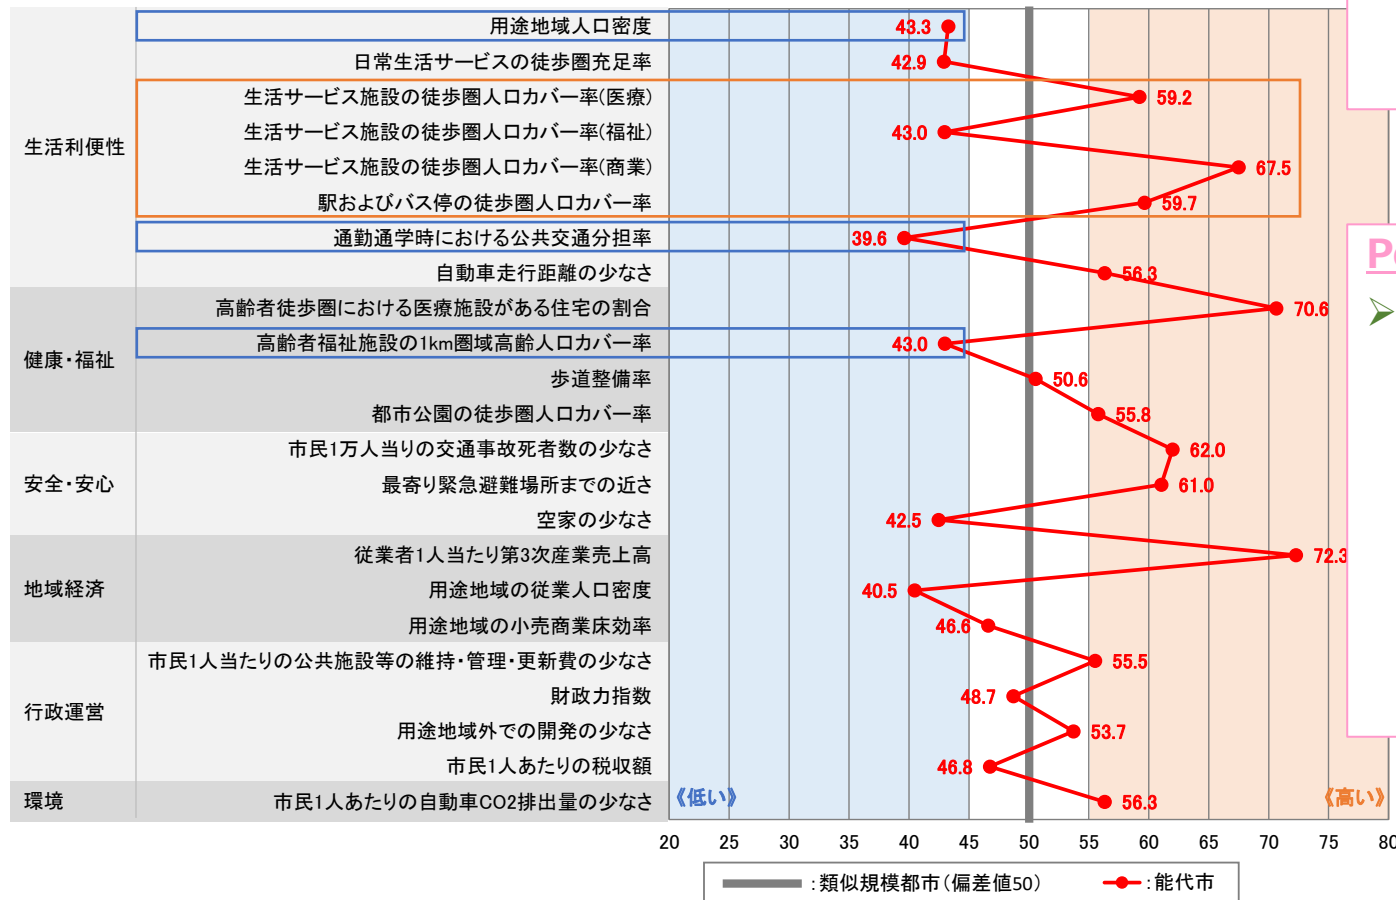 生活利便性
用途地域人口密度 43.3
日常生活サービスの徒歩圏充足率 42.9
生活サービス施設の徒歩圏人口カバー率(医療) 59.2
生活サービス施設の徒歩圏人口カバー率(福祉) 43.0
生活サービス施設の徒歩圏人口カバー率(商業) 67.5
駅およびバス停の徒歩圏人口カバー率 59.7
通勤通学時における公共交通分担率 39.6
自動車走行距離の少なさ 56.3
健康・福祉
高齢者徒歩圏における医療施設がある住宅の割合 70.6
高齢者福祉施設の1km圏域高齢人口カバー率 43.0
歩道整備率 50.6
都市公園の徒歩圏人口カバー率 55.8
安全・安心
市民1万人当りの交通事故死者数の少なさ 62.0
最寄り緊急避難場所までの近さ 61.0
空家の少なさ 42.5
地域経済
従業者1人当たり第3次産業売上高 72.3
用途地域の従業人口密度 40.5
用途地域の小売商業床効率 46.6
行政運営
市民1人当たりの公共施設等の維持・管理・更新費の少なさ 55.5
財政力指数 48.7
用途地域外での開発の少なさ 53.7
市民1人あたりの税収額 46.8
環境
市民1人あたりの自動車CO2排出量の少なさ 56.3
《低い》 《高い》
20 25 30 35 40 45 50 55 60 65 70 75 80
:類似規模都市(偏差値50) :能代市